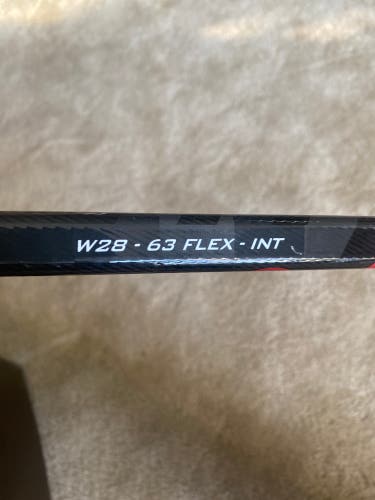 W28 - 63 FLEX - INT